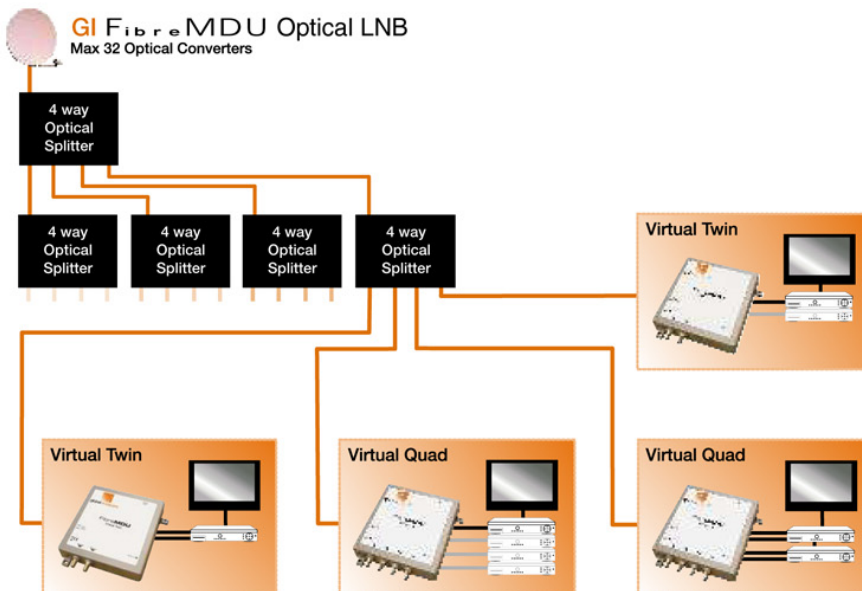 GI FibreMDU Optical LNB
Max 32 Optical Converters
4 way
Optical
Splitter
4 way
Optical
Splitter
4 way
Optical
Splitter
4 way
Optical
Splitter
4 way
Optical
Splitter
Virtual Twin
Virtual Twin
FibreMDU
Virtual Quad
Virtual Quad